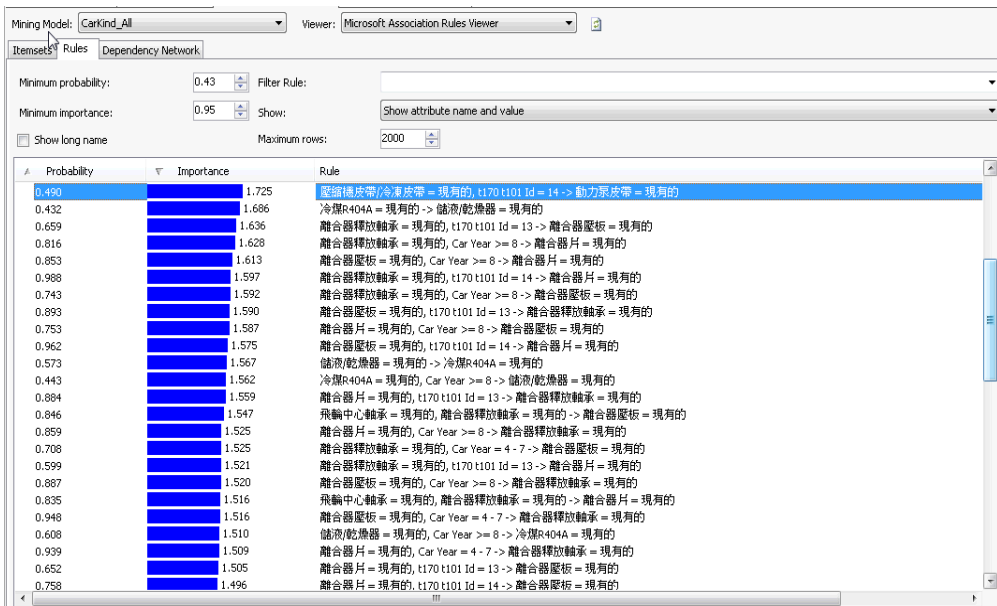 Mining Model: CarKind_All Viewer: Microsoft Association Rules Viewer
Itemsets Rules Dependency Network
Minimum probability: 0.43 Filter Rule:
Minimum importance: 0.95 Show: Show attribute name and value
Show long name Maximum rows: 2000
Probability Importance Rule
0.490 1.725 壓縮機皮帶/冷凍皮帶 = 現有的, t170 t101 Id = 14 -> 動力泵皮帶 = 現有的
0.432 1.686 冷煤R404A = 現有的 -> 儲液/乾燥器 = 現有的
0.659 1.636 離合器釋放軸承 = 現有的, t170 t101 Id = 13 -> 離合器壓板 = 現有的
0.816 1.628 離合器釋放軸承 = 現有的, Car Year >= 8 -> 離合器片 = 現有的
0.853 1.613 離合器壓板 = 現有的, Car Year >= 8 -> 離合器片 = 現有的
0.988 1.597 離合器釋放軸承 = 現有的, t170 t101 Id = 14 -> 離合器片 = 現有的
0.743 1.592 離合器釋放軸承 = 現有的, Car Year >= 8 -> 離合器壓板 = 現有的
0.893 1.590 離合器壓板 = 現有的, t170 t101 Id = 13 -> 離合器釋放軸承 = 現有的
0.753 1.587 離合器片 = 現有的, Car Year >= 8 -> 離合器壓板 = 現有的
0.962 1.575 離合器壓板 = 現有的, t170 t101 Id = 14 -> 離合器片 = 現有的
0.573 1.567 儲液/乾燥器 = 現有的 -> 冷煤R404A = 現有的
0.443 1.562 冷煤R404A = 現有的, Car Year >= 8 -> 儲液/乾燥器 = 現有的
0.884 1.559 離合器片 = 現有的, t170 t101 Id = 13 -> 離合器釋放軸承 = 現有的
0.846 1.547 飛輪中心軸承 = 現有的, 離合器釋放軸承 = 現有的 -> 離合器壓板 = 現有的
0.859 1.525 離合器片 = 現有的, Car Year >= 8 -> 離合器釋放軸承 = 現有的
0.708 1.525 離合器釋放軸承 = 現有的, Car Year = 4 - 7 -> 離合器壓板 = 現有的
0.599 1.521 離合器釋放軸承 = 現有的, t170 t101 Id = 13 -> 離合器片 = 現有的
0.887 1.520 離合器壓板 = 現有的, Car Year >= 8 -> 離合器釋放軸承 = 現有的
0.835 1.516 飛輪中心軸承 = 現有的, 離合器釋放軸承 = 現有的 -> 離合器片 = 現有的
0.948 1.516 離合器壓板 = 現有的, Car Year = 4 - 7 -> 離合器釋放軸承 = 現有的
0.608 1.510 儲液/乾燥器 = 現有的, Car Year >= 8 -> 冷煤R404A = 現有的
0.939 1.509 離合器片 = 現有的, Car Year = 4 - 7 -> 離合器釋放軸承 = 現有的
0.652 1.505 離合器片 = 現有的, t170 t101 Id = 13 -> 離合器壓板 = 現有的
0.758 1.496 離合器片 = 現有的, t170 t101 Id = 14 -> 離合器壓板 = 現有的